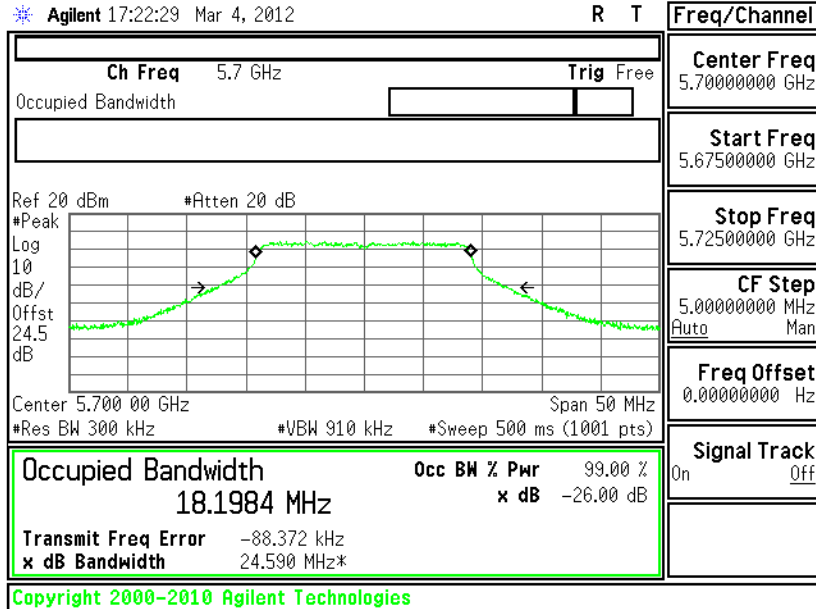 Agilent 17:22:29 Mar 4, 2012 R T
Freq/Channel
Ch Freq 5.7 GHz Trig Free
Occupied Bandwidth
Center Freq
5.70000000 GHz
Start Freq
5.67500000 GHz
Stop Freq
5.72500000 GHz
CF Step
5.00000000 MHz
Auto Man
Freq Offset
0.00000000 Hz
Signal Track
On Off
Ref 20 dBm #Atten 20 dB
#Peak
Log
10
dB/
Offst
24.5
dB
Center 5.700 00 GHz Span 50 MHz
#Res BW 300 kHz #VBW 910 kHz #Sweep 500 ms (1001 pts)
Occupied Bandwidth Occ BW % Pwr 99.00 %
18.1984 MHz x dB -26.00 dB
Transmit Freq Error -88.372 kHz
x dB Bandwidth 24.590 MHz*
Copyright 2000-2010 Agilent Technologies